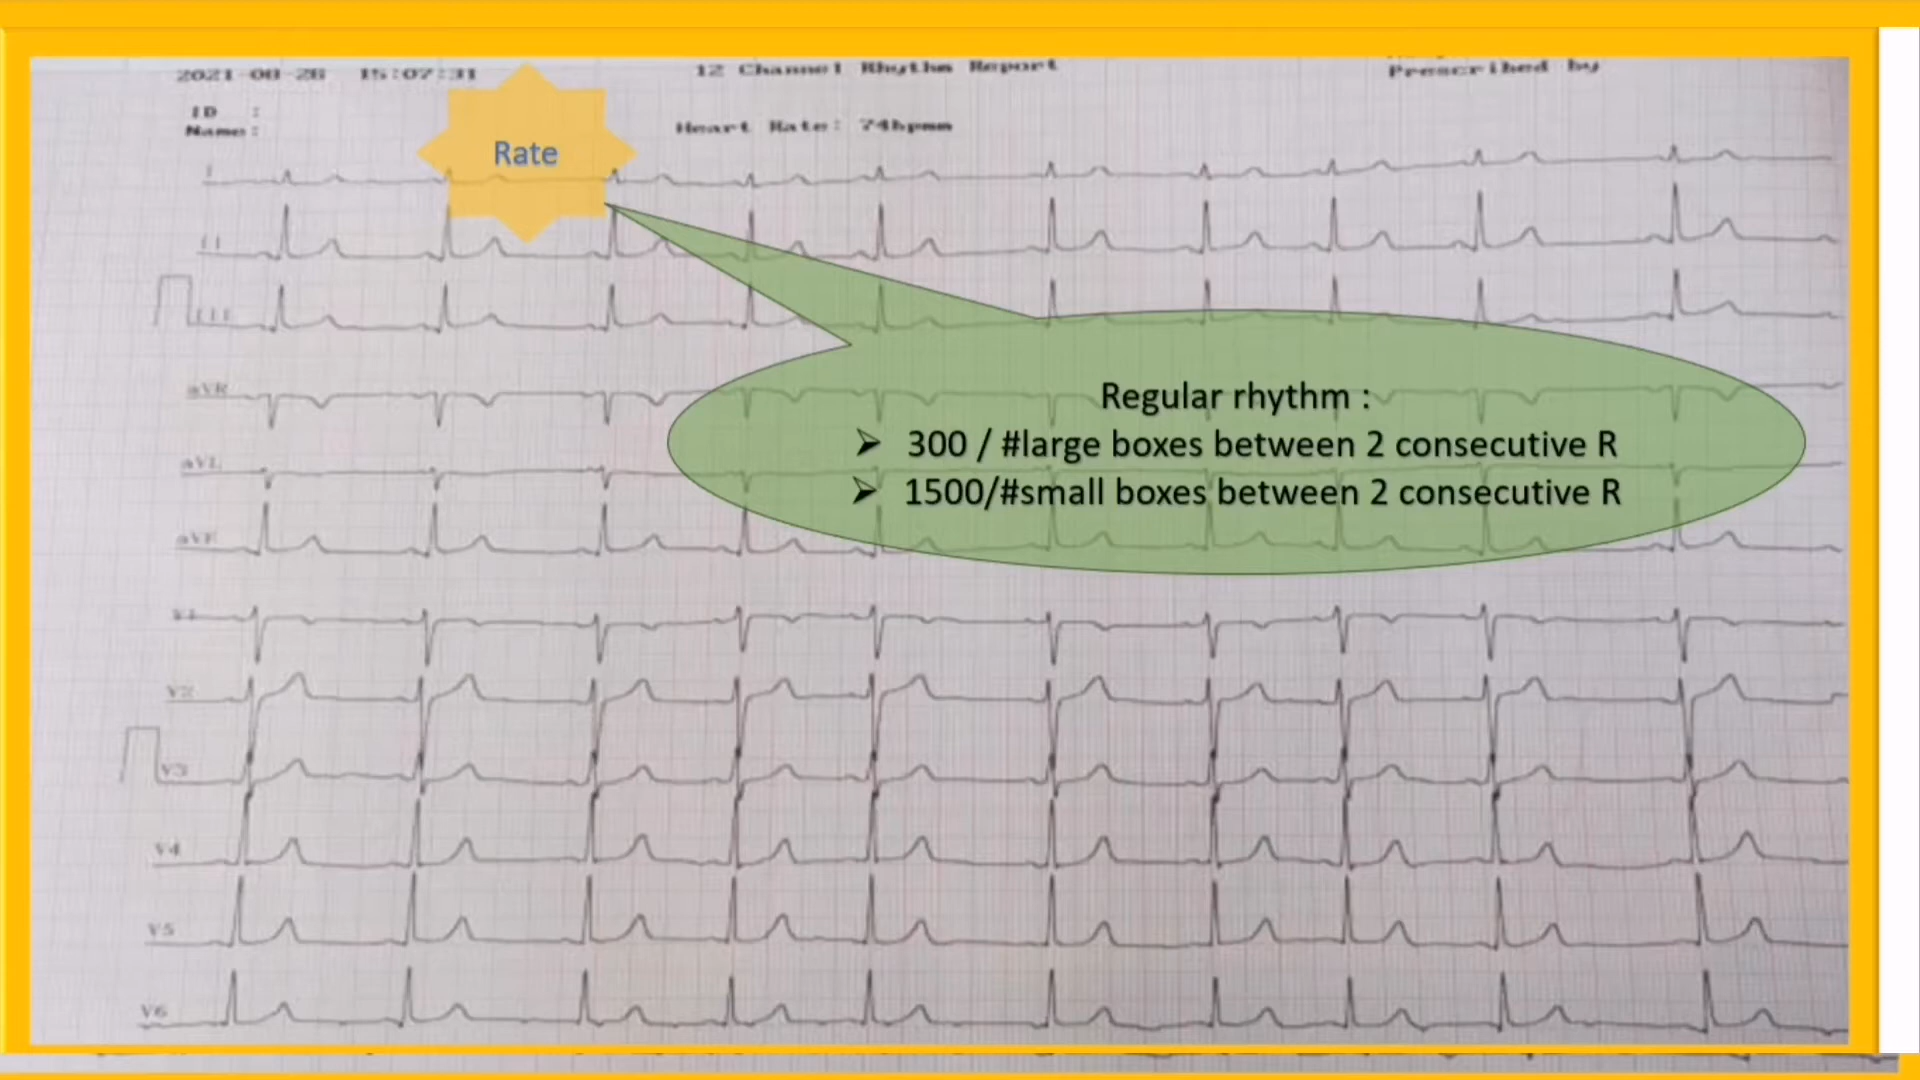 2021-08-28 15:07:31
12 Channel Rhythm Report
Prescribed by
ID :
Name:
Heart Rate: 74bpm
Rate
I
II
III
aVR
aVL
aVF
V1
V2
V3
V4
V5
V6
Regular rhythm :
300 / #large boxes between 2 consecutive R
1500/#small boxes between 2 consecutive R